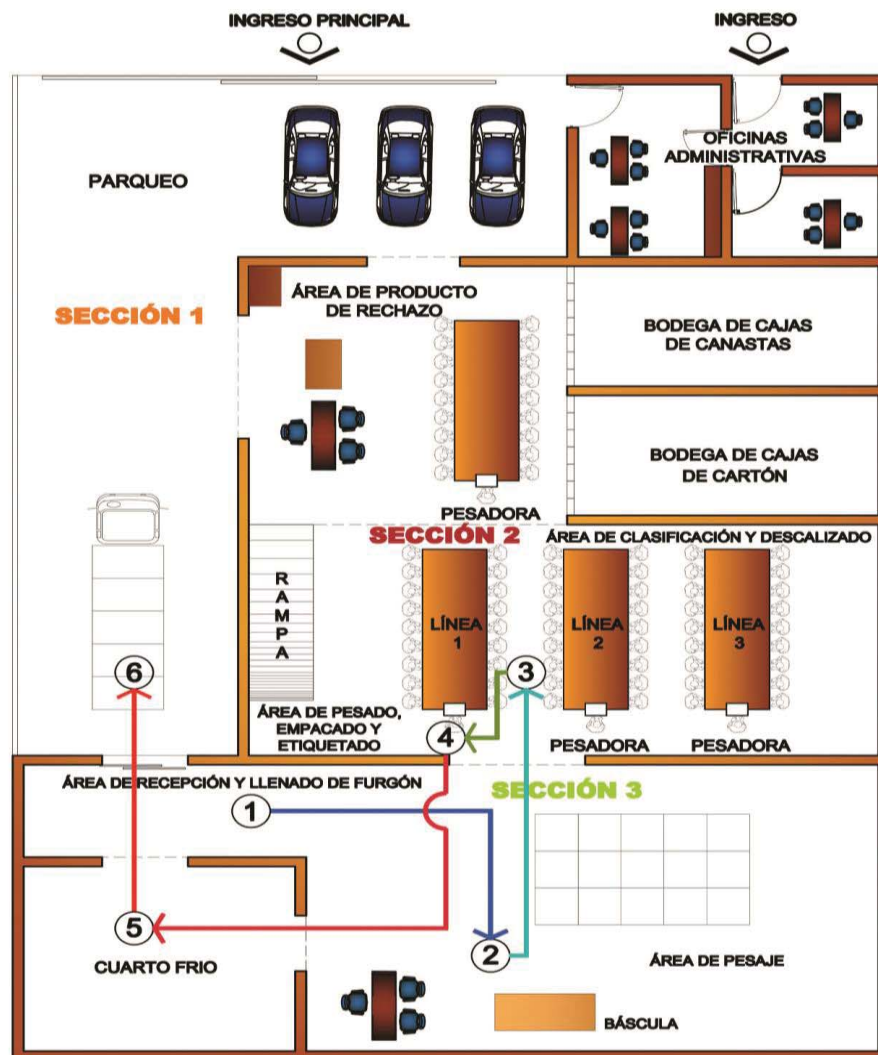 INGRESO PRINCIPAL
INGRESO
PARQUEO
OFICINAS
ADMINISTRATIVAS
SECCIÓN 1
ÁREA DE PRODUCTO
DE RECHAZO
BODEGA DE CAJAS
DE CANASTAS
BODEGA DE CAJAS
DE CARTÓN
PESADORA
SECCIÓN 2
ÁREA DE CLASIFICACIÓN Y DESCALIZADO
RAMPA
LÍNEA
1
LÍNEA
2
LÍNEA
3
6
3
ÁREA DE PESADO,
EMPACADO Y
ETIQUETADO
4
PESADORA
PESADORA
ÁREA DE RECEPCIÓN Y LLENADO DE FURGÓN
SECCIÓN 3
1
5
2
CUARTO FRIO
ÁREA DE PESAJE
BÁSCULA